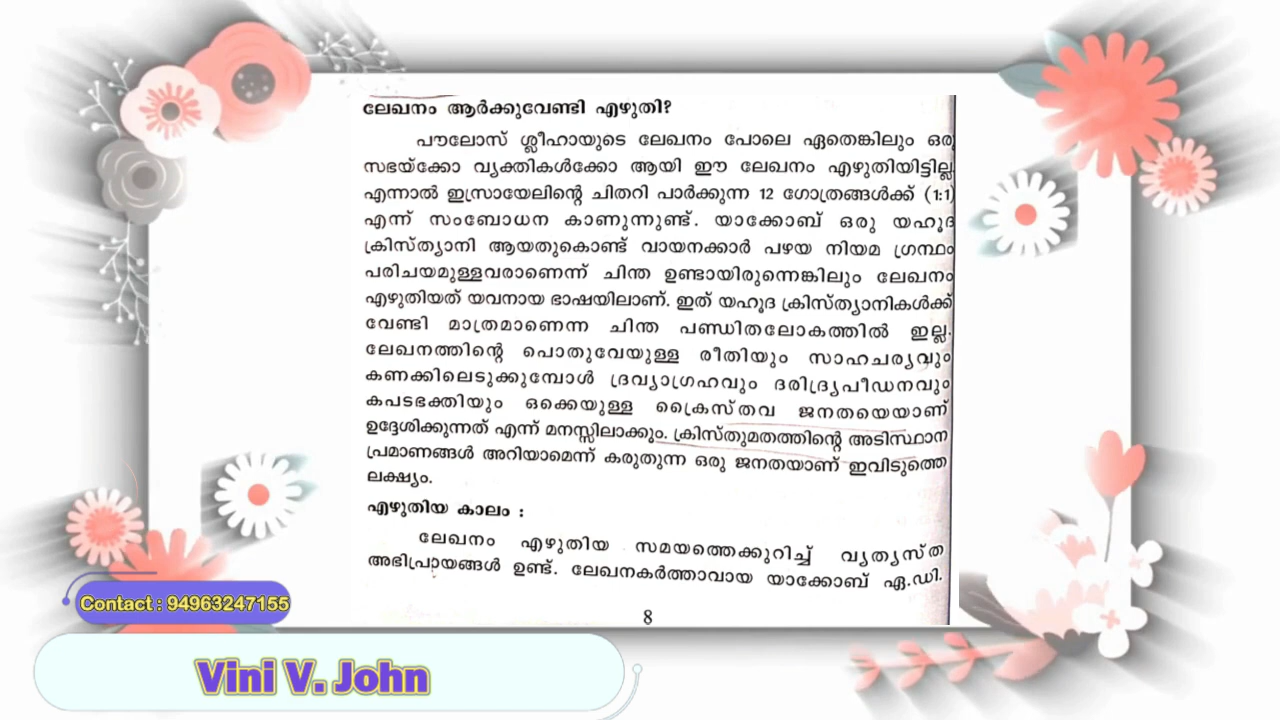 ലേഖനം ആർക്കുവേണ്ടി എഴുതി?
പൗലോസ് ശ്ലീഹായുടെ ലേഖനം പോലെ ഏതെങ്കിലും ഒരു
സഭയ്ക്കോ വ്യക്തികൾക്കോ ആയി ഈ ലേഖനം എഴുതിയിട്ടില്ല.
എന്നാൽ ഇസ്രായേലിന്റെ ചിതറി പാർക്കുന്ന 12 ഗോത്രങ്ങൾക്ക് (1:1)
എന്ന് സംബോധന കാണുന്നുണ്ട്. യാക്കോബ് ഒരു യഹൂദ
ക്രിസ്ത്യാനി ആയതുകൊണ്ട് വായനക്കാർ പഴയ നിയമ ഗ്രന്ഥം
പരിചയമുള്ളവരാണെന്ന് ചിന്ത ഉണ്ടായിരുന്നെങ്കിലും ലേഖനം
എഴുതിയത് യവനായ ഭാഷയിലാണ്. ഇത് യഹൂദ ക്രിസ്ത്യാനികൾക്ക്
വേണ്ടി മാത്രമാണെന്ന ചിന്ത പണ്ഡിതലോകത്തിൽ ഇല്ല.
ലേഖനത്തിന്റെ പൊതുവേയുള്ള രീതിയും സാഹചര്യവും
കണക്കിലെടുക്കുമ്പോൾ ദ്രവ്യാഗ്രഹവും ദരിദ്ര്യപീഡനവും
കപടഭക്തിയും ഒക്കെയുള്ള ക്രൈസ്തവ ജനതയെയാണ്
ഉദ്ദേശിക്കുന്നത് എന്ന് മനസ്സിലാക്കും. ക്രിസ്തുമതത്തിന്റെ അടിസ്ഥാന
പ്രമാണങ്ങൾ അറിയാമെന്ന് കരുതുന്ന ഒരു ജനതയാണ് ഇവിടുത്തെ
ലക്ഷ്യം.
എഴുതിയ കാലം :
ലേഖനം എഴുതിയ സമയത്തെക്കുറിച്ച് വ്യത്യസ്ത
അഭിപ്രായങ്ങൾ ഉണ്ട്. ലേഖനകർത്താവായ യാക്കോബ് ഏ.ഡി.
8
Contact : 94963247155
Vini V. John